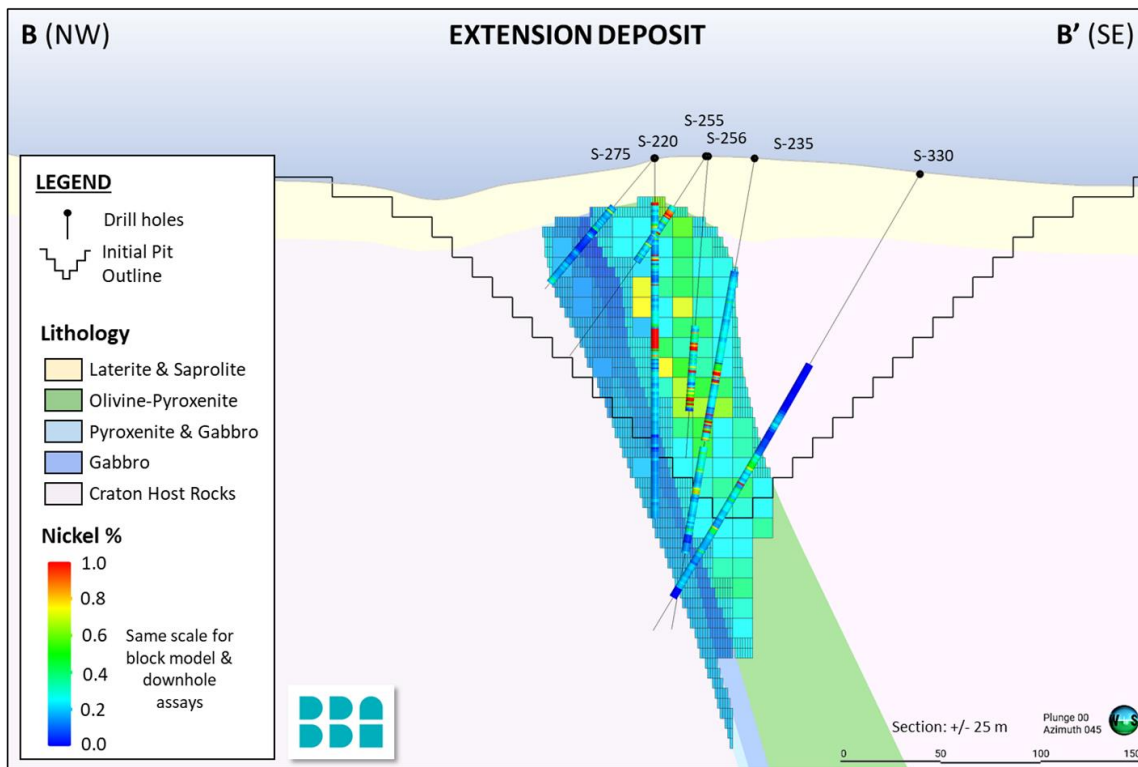 B (NW)
EXTENSION DEPOSIT
B’ (SE)
S-255
S-275
S-220
S-256
S-235
S-330
LEGEND
Drill holes
Initial Pit
Outline
Lithology
Laterite & Saprolite
Olivine-Pyroxenite
Pyroxenite & Gabbro
Gabbro
Craton Host Rocks
Nickel %
1.0
0.8
0.6
0.4
0.2
0.0
Same scale for
block model &
downhole
assays
BBA
Section: +/- 25 m
Plunge 00
Azimuth 045
0
50
100
150